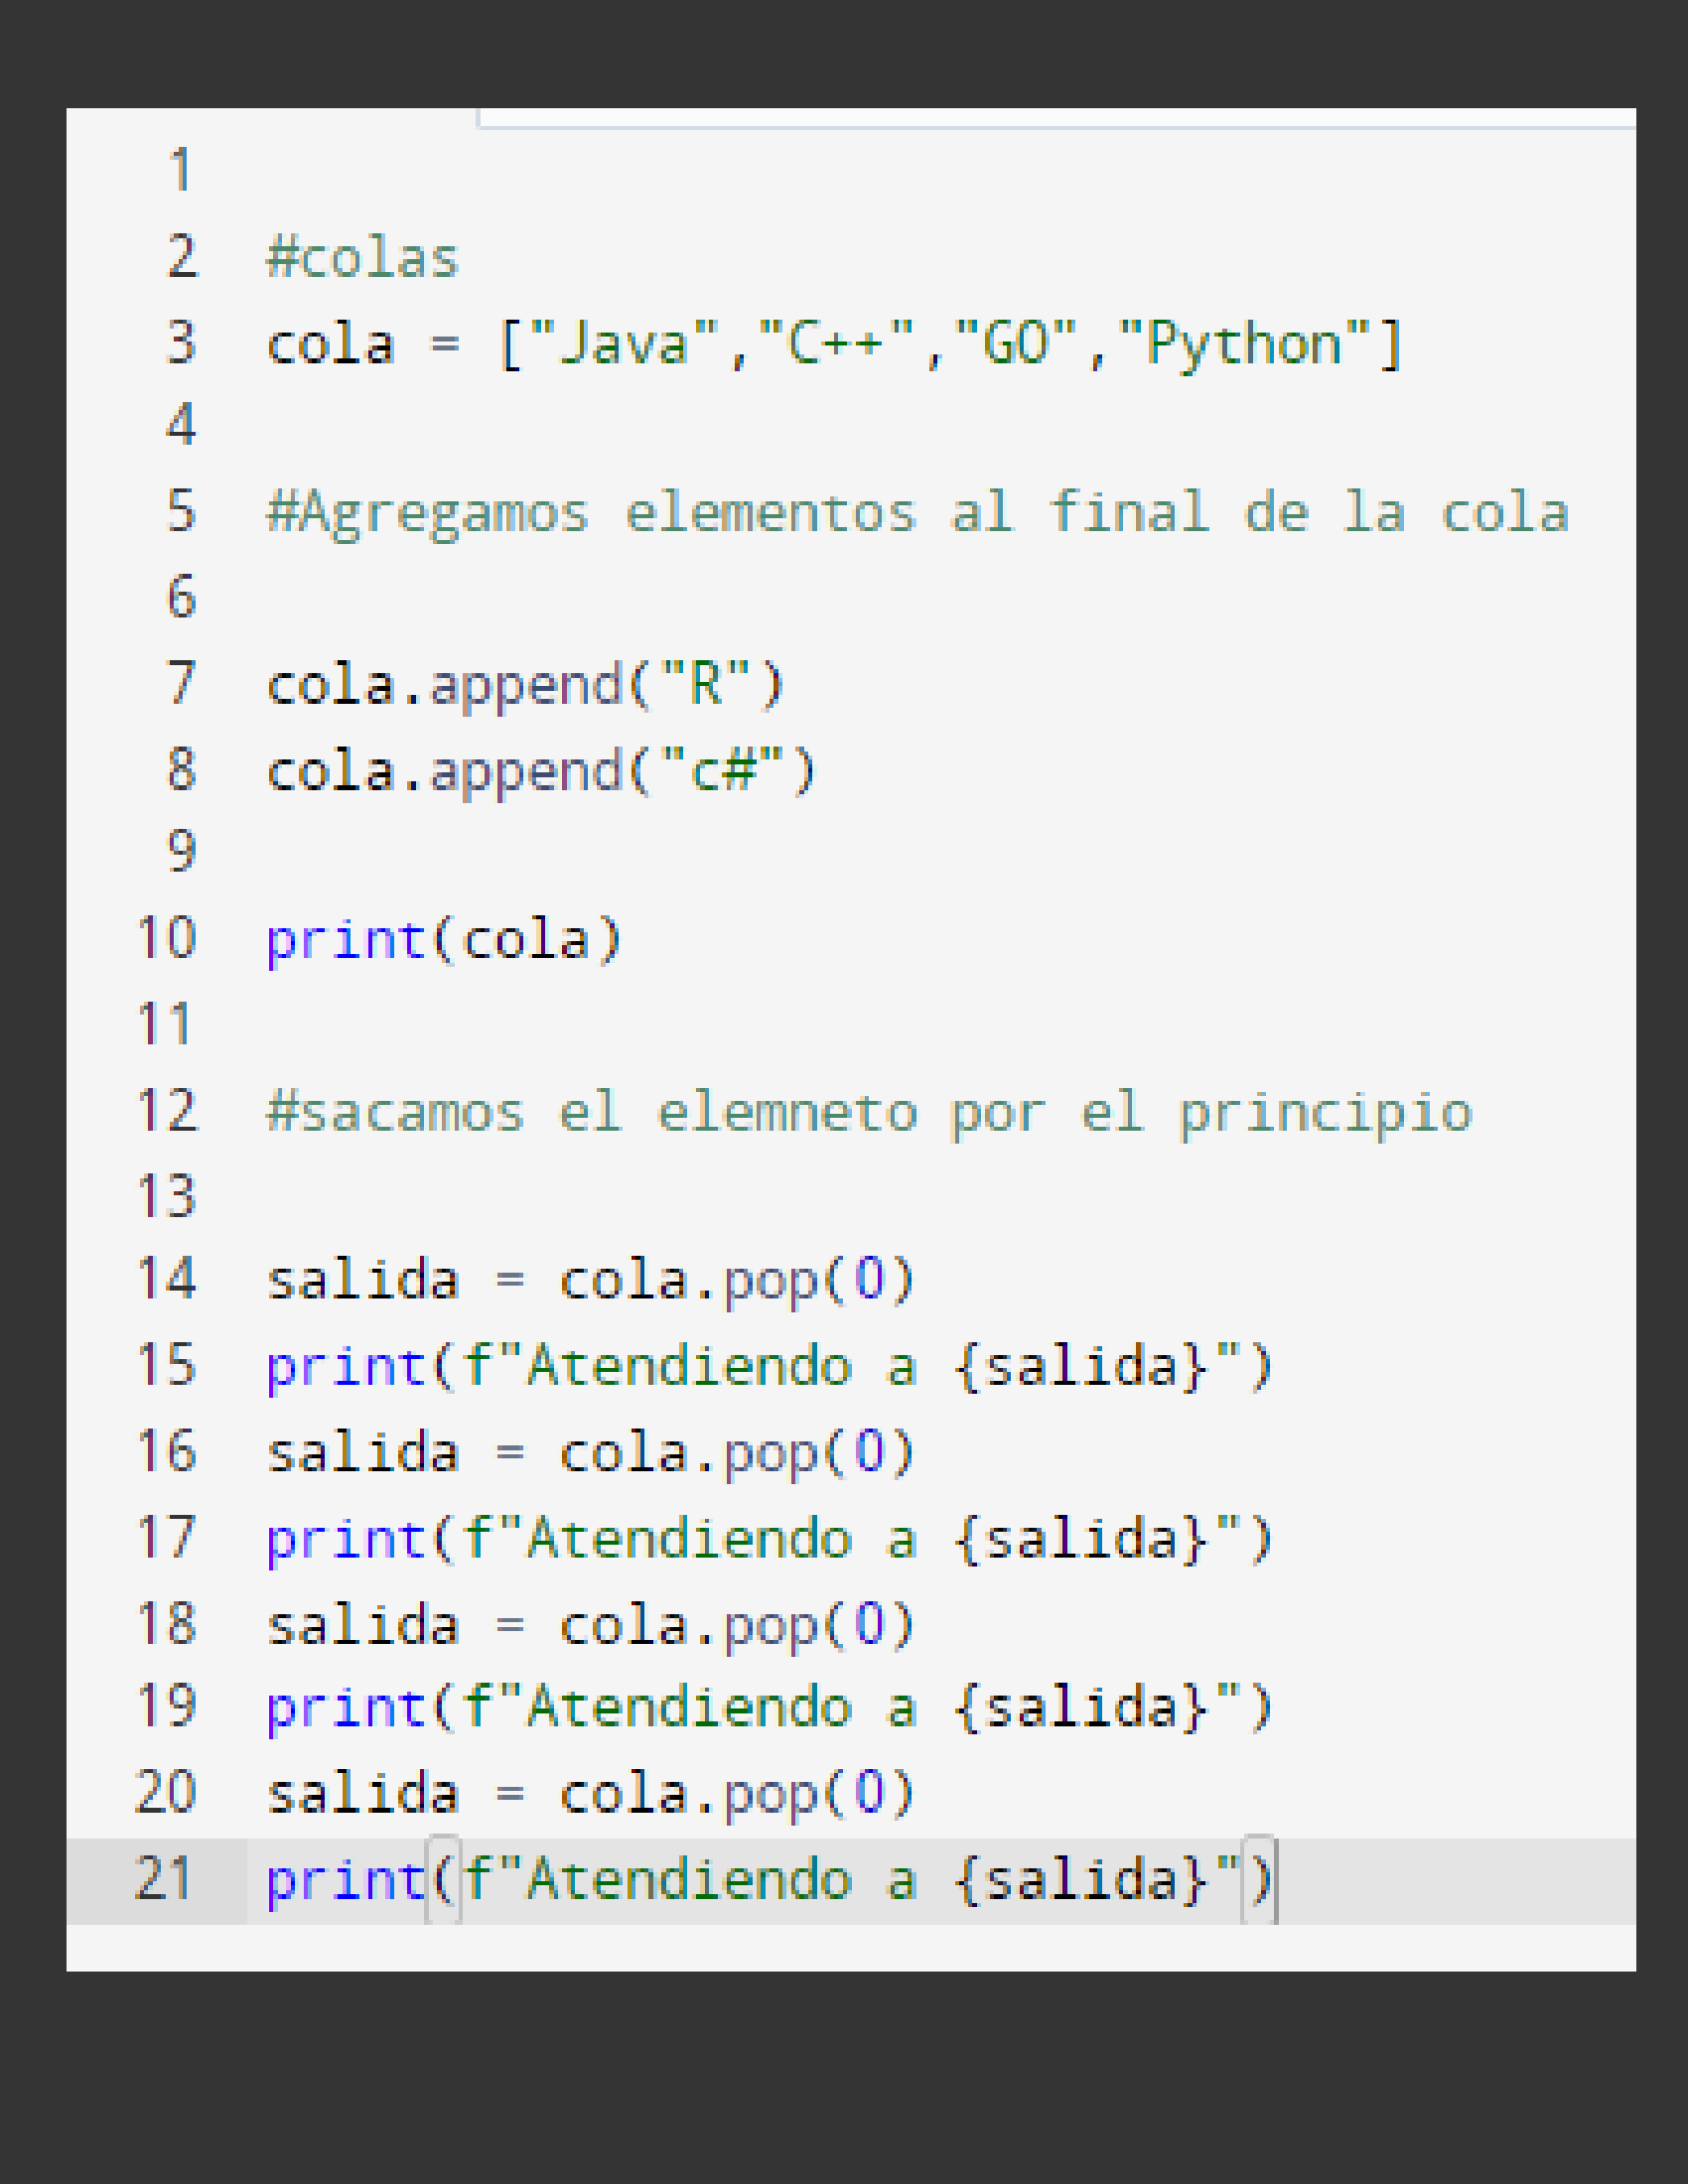 1
2 #colas
3 cola = ["Java","C++","GO","Python"]
4
5 #Agregamos elementos al final de la cola
6
7 cola.append("R")
8 cola.append("c#")
9
10 print(cola)
11
12 #sacamos el elemneto por el principio
13
14 salida = cola.pop(0)
15 print(f"Atendiendo a {salida}")
16 salida = cola.pop(0)
17 print(f"Atendiendo a {salida}")
18 salida = cola.pop(0)
19 print(f"Atendiendo a {salida}")
20 salida = cola.pop(0)
21 print(f"Atendiendo a {salida}")